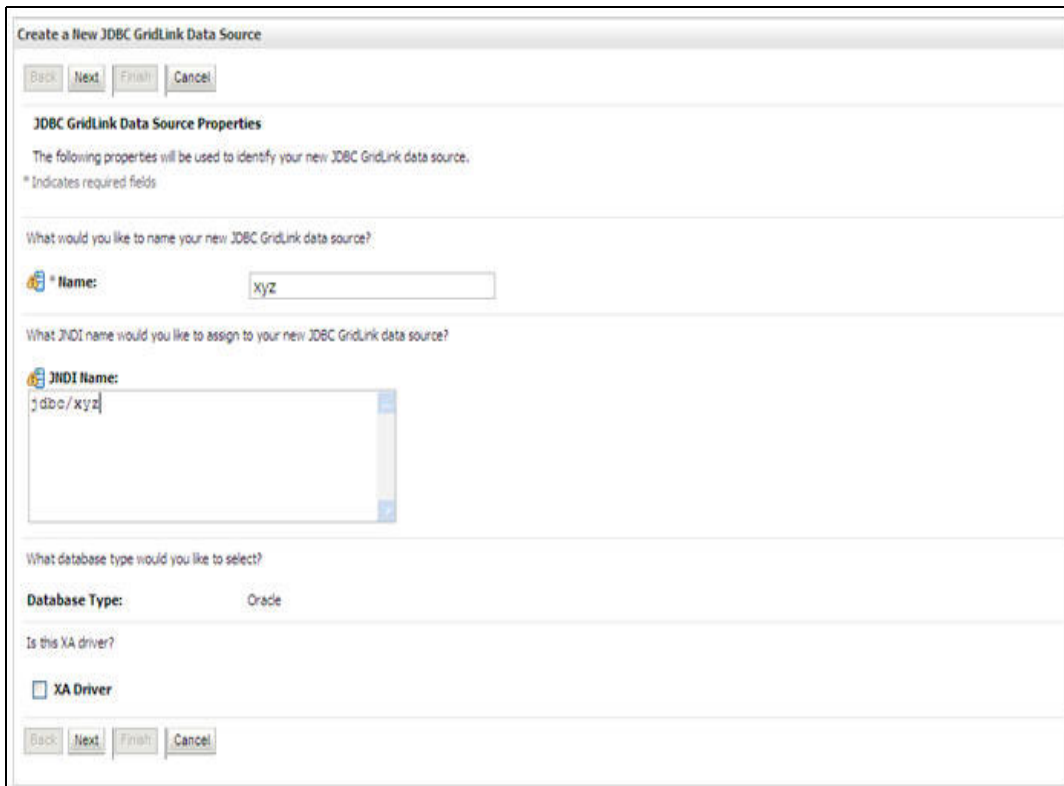 Create a New JDBC GridLink Data Source
Back Next Finish Cancel
JDBC GridLink Data Source Properties
The following properties will be used to identify your new JDBC GridLink data source.
* Indicates required fields
What would you like to name your new JDBC GridLink data source?
* Name: xyz
What JNDI name would you like to assign to your new JDBC GridLink data source?
JNDI Name:
jdbc/xyz
What database type would you like to select?
Database Type: Oracle
Is this XA driver?
XA Driver
Back Next Finish Cancel